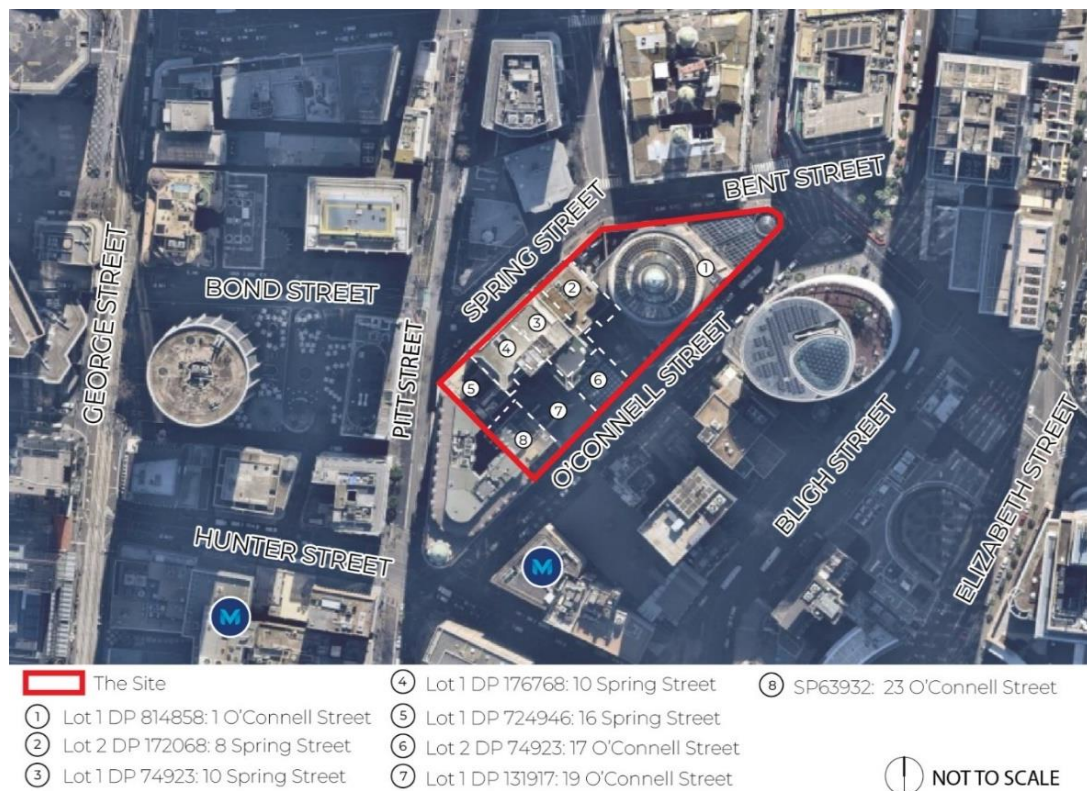 BENT STREET
SPRING STREET
GEORGE STREET
BOND STREET
PITT STREET
O'CONNELL STREET
BLIGH STREET
ELIZABETH STREET
HUNTER STREET
1
2
3
4
5
6
7
8
M
M
The Site
1 Lot 1 DP 814858: 1 O'Connell Street
2 Lot 2 DP 172068: 8 Spring Street
3 Lot 1 DP 74923: 10 Spring Street
4 Lot 1 DP 176768: 10 Spring Street
5 Lot 1 DP 724946: 16 Spring Street
6 Lot 2 DP 74923: 17 O'Connell Street
7 Lot 1 DP 131917: 19 O'Connell Street
8 SP63932: 23 O'Connell Street
NOT TO SCALE